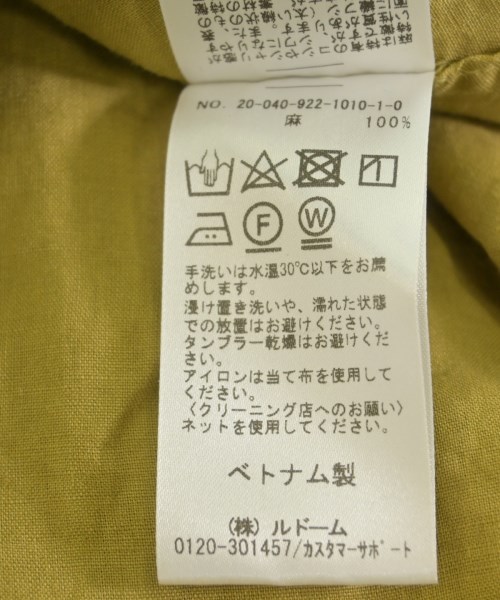 NO. 20-040-922-1010-1-0
麻 100%
1
F W
手洗いは水温30℃以下をお薦
めします。
浸け置き洗いや、濡れた状態
での放置はお避けください。
タンブラー乾燥はお避けくだ
さい。
アイロンは当て布を使用して
ください。
〈クリーニング店へのお願い〉
ネットを使用してください。
ベトナム製
(株) ルドーム
0120-301457/カスタマーサポート